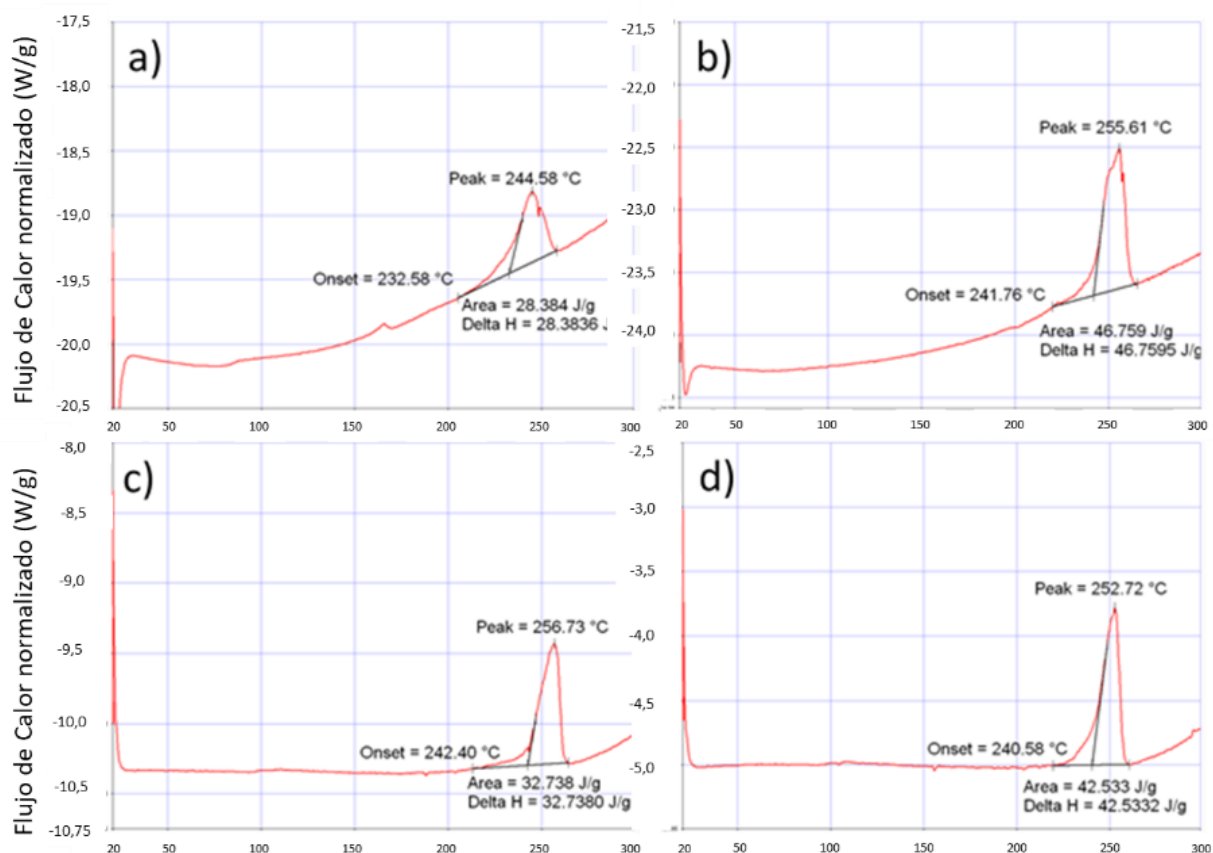 Flujo de Calor normalizado (W/g)
-17,5
-18,0
-18,5
-19,0
-19,5
-20,0
-20,5
a)
Peak = 244.58 °C
Onset = 232.58 °C
Area = 28.384 J/g
Delta H = 28.3836 J
20 50 100 150 200 250 300
-21,5
-22,0
-22,5
-23,0
-23,5
-24,0
b)
Peak = 255.61 °C
Onset = 241.76 °C
Area = 46.759 J/g
Delta H = 46.7595 J/g
20 50 100 150 200 250 300
Flujo de Calor normalizado (W/g)
-8,0
-8,5
-9,0
-9,5
-10,0
-10,5
-10,75
c)
Peak = 256.73 °C
Onset = 242.40 °C
Area = 32.738 J/g
Delta H = 32.7380 J/g
20 50 100 150 200 250 300
-2,5
-3,0
-3,5
-4,0
-4,5
-5,0
d)
Peak = 252.72 °C
Onset = 240.58 °C
Area = 42.533 J/g
Delta H = 42.5332 J/g
20 50 100 150 200 250 300